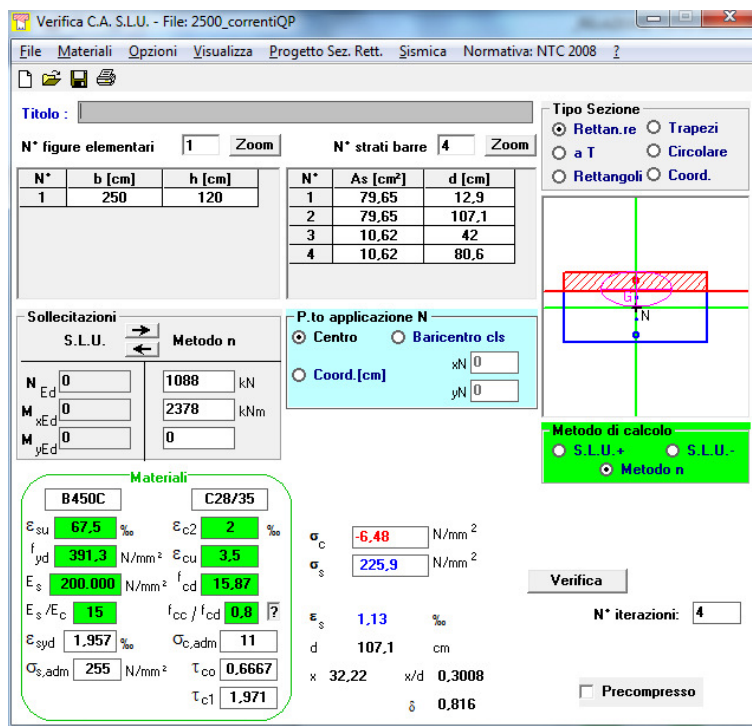 Verifica C.A. S.L.U. - File: 2500_correntiQP
File Materiali Opzioni Visualizza Progetto Sez. Rett. Sismica Normativa: NTC 2008 ?
Titolo :
N° figure elementari 1 Zoom N° strati barre 4 Zoom
N° b [cm] h [cm]
1 250 120
N° As [cm²] d [cm]
1 79,65 12,9
2 79,65 107,1
3 10,62 42
4 10,62 80,6
Tipo Sezione
Rettan.re Trapezi
a T Circolare
Rettangoli Coord.
G
N
Sollecitazioni
S.L.U. Metodo n
N Ed 0 1088 kN
M xEd 0 2378 kNm
M yEd 0 0
P.to applicazione N
Centro Baricentro cls
Coord.[cm] xN 0
yN 0
Metodo di calcolo
S.L.U.+ S.L.U.-
Metodo n
Materiali
B450C C28/35
εsu 67,5 ‰ εc2 2 ‰
fyd 391,3 N/mm² εcu 3,5
Es 200.000 N/mm² fcd 15,87
Es/Ec 15 fcc / fcd 0,8 ?
εsyd 1,957 ‰ σc,adm 11
σs,adm 255 N/mm² τco 0,6667
τc1 1,971
σc -6,48 N/mm²
σs 225,9 N/mm²
εs 1,13 ‰
d 107,1 cm
x 32,22 x/d 0,3008
δ 0,816
Verifica
N° iterazioni: 4
Precompresso